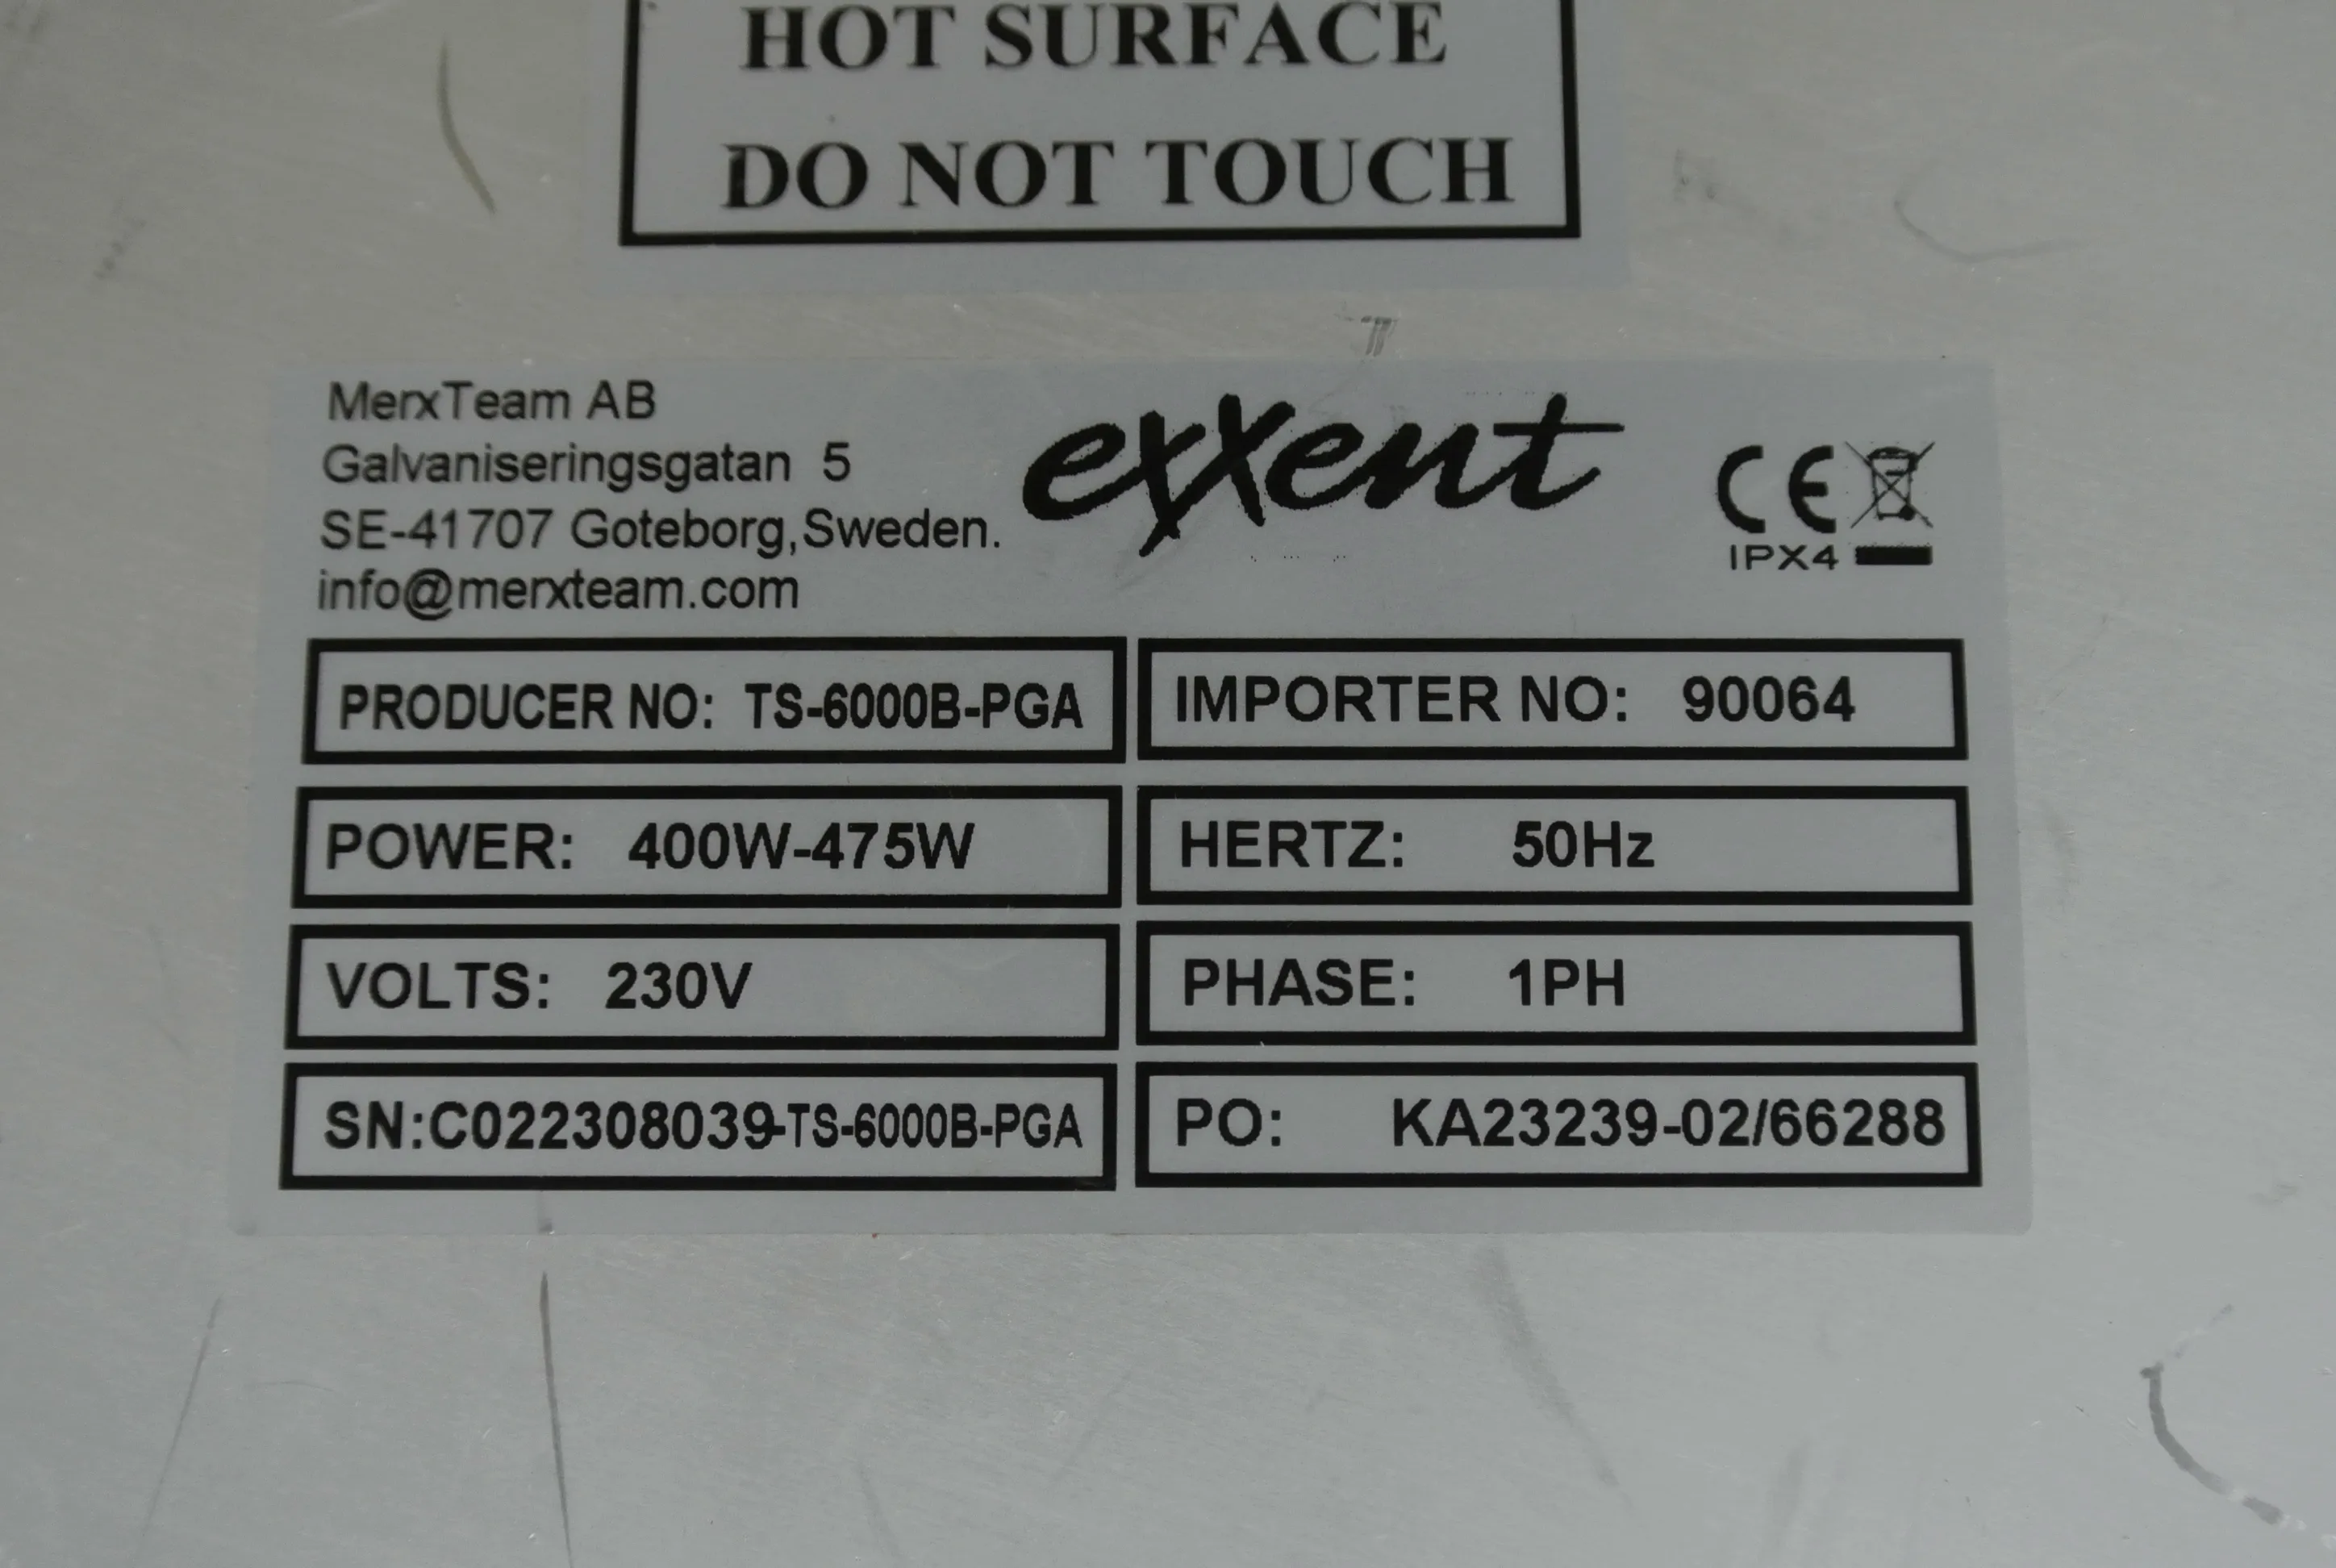 HOT SURFACE
DO NOT TOUCH
MerxTeam AB
Galvaniseringsgatan 5
SE-41707 Goteborg,Sweden.
info@merxteam.com
exxent
CE
IPX4
PRODUCER NO: TS-6000B-PGA
IMPORTER NO: 90064
POWER: 400W-475W
HERTZ: 50Hz
VOLTS: 230V
PHASE: 1PH
SN:C022308039-TS-6000B-PGA
PO: KA23239-02/66288